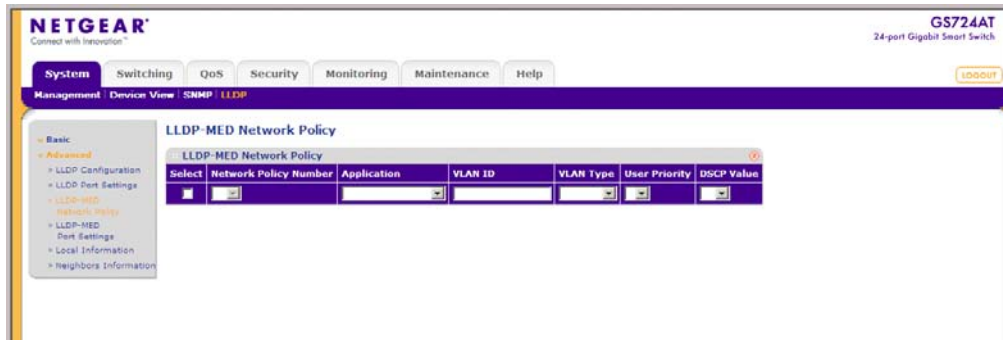 NETGEAR®
Connect with Innovation™
GS724AT
24-port Gigabit Smart Switch
System Switching QoS Security Monitoring Maintenance Help
LOGOUT
Management Device View SNMP LLDP
Basic
Advanced
LLDP Configuration
LLDP Port Settings
LLDP-MED
Network Policy
LLDP-MED
Port Settings
Local Information
Neighbors Information
LLDP-MED Network Policy
LLDP-MED Network Policy
Select Network Policy Number Application VLAN ID VLAN Type User Priority DSCP Value